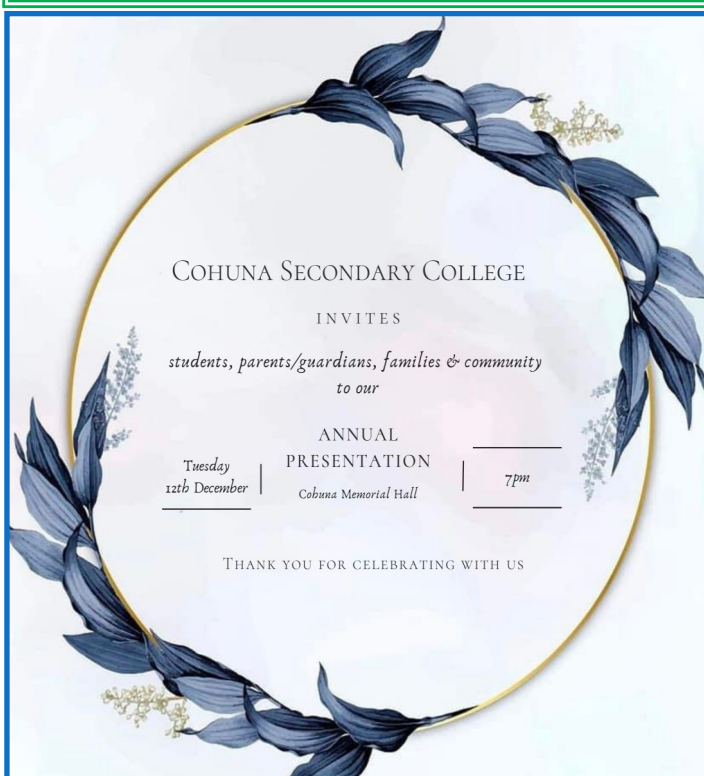 Cohuna Secondary College
INVITES
students, parents/guardians, families & community
to our
ANNUAL
PRESENTATION
Cohuna Memorial Hall
Tuesday
12th December
7pm
Thank you for celebrating with us